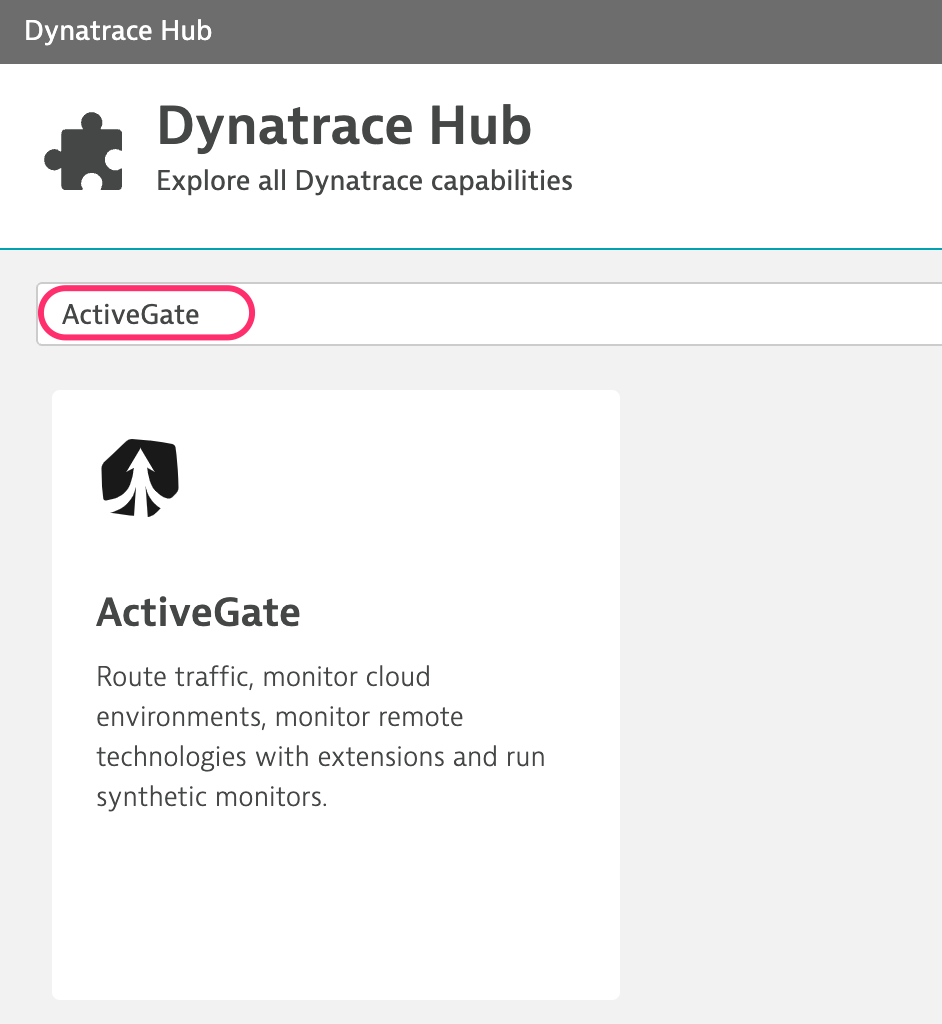 Dynatrace Hub
Dynatrace Hub
Explore all Dynatrace capabilities
ActiveGate
ActiveGate
Route traffic, monitor cloud
environments, monitor remote
technologies with extensions and run
synthetic monitors.